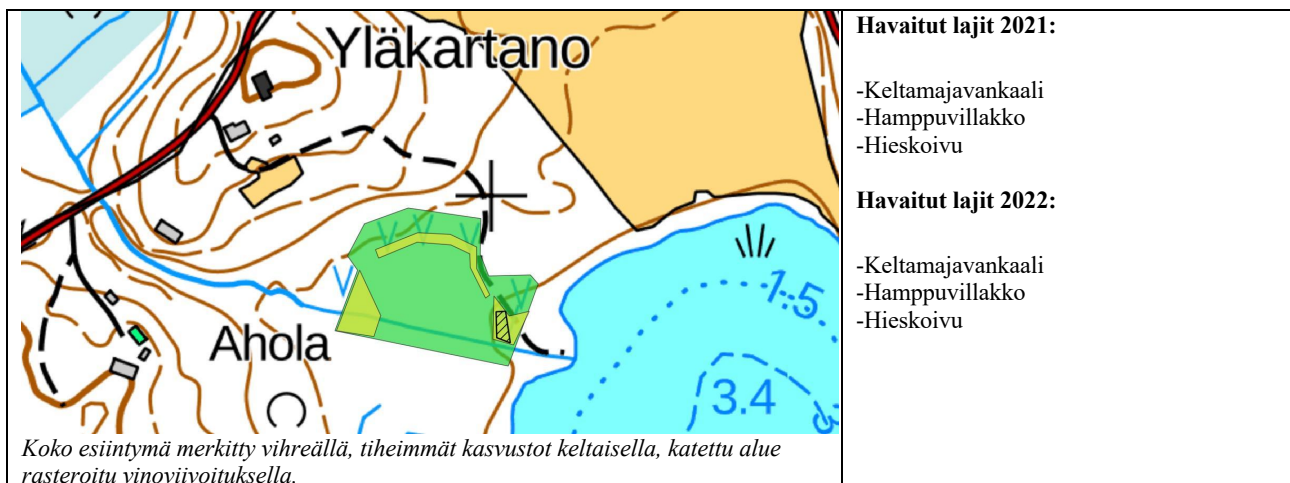 Yläkartano
Ahola
1.5
3.4
Koko esiintymä merkitty vihreällä, tiheimmät kasvustot keltaisella, katettu alue
rasteroitu vinoviivoituksella.
Havaitut lajit 2021:
-Keltamajavankaali
-Hamppuvillakko
-Hieskoivu
Havaitut lajit 2022:
-Keltamajavankaali
-Hamppuvillakko
-Hieskoivu